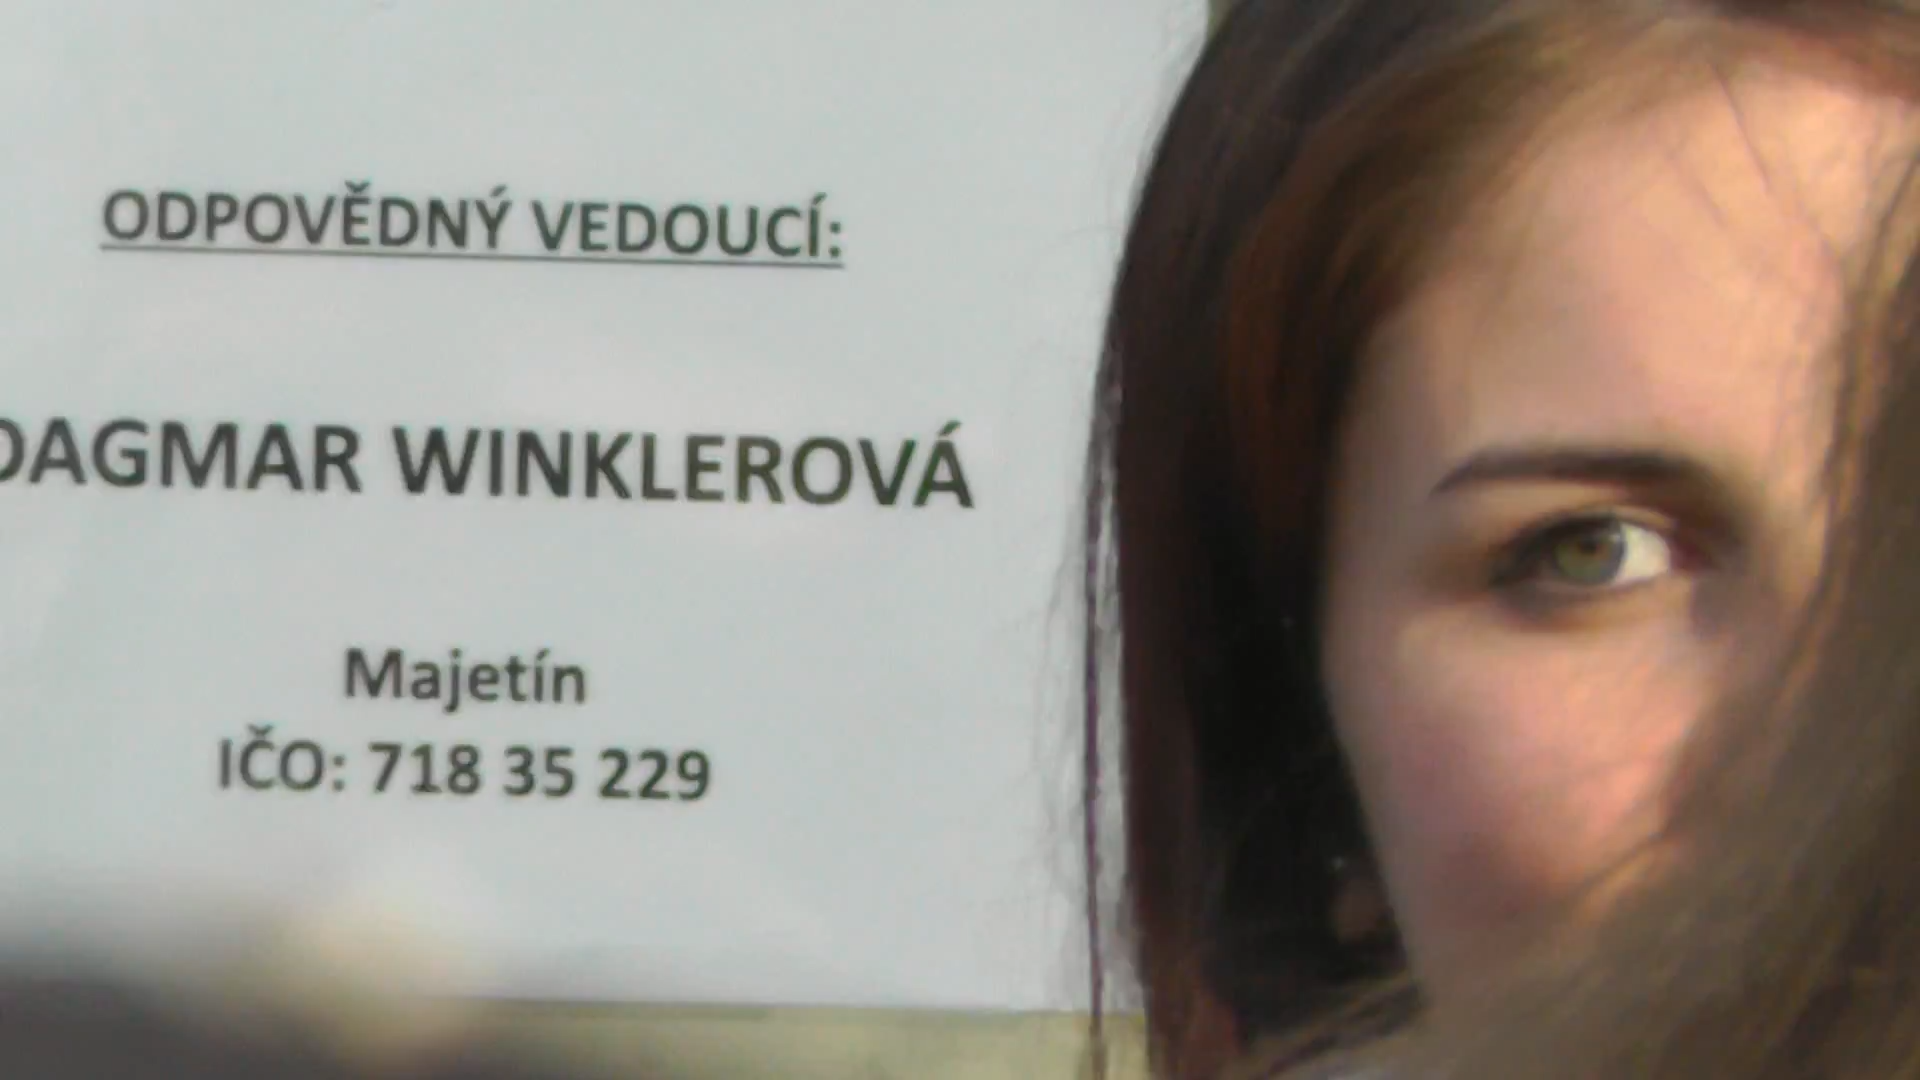 ODPOVĚDNÝ VEDOUCÍ:
DAGMAR WINKLEROVÁ
Majetín
IČO: 718 35 229